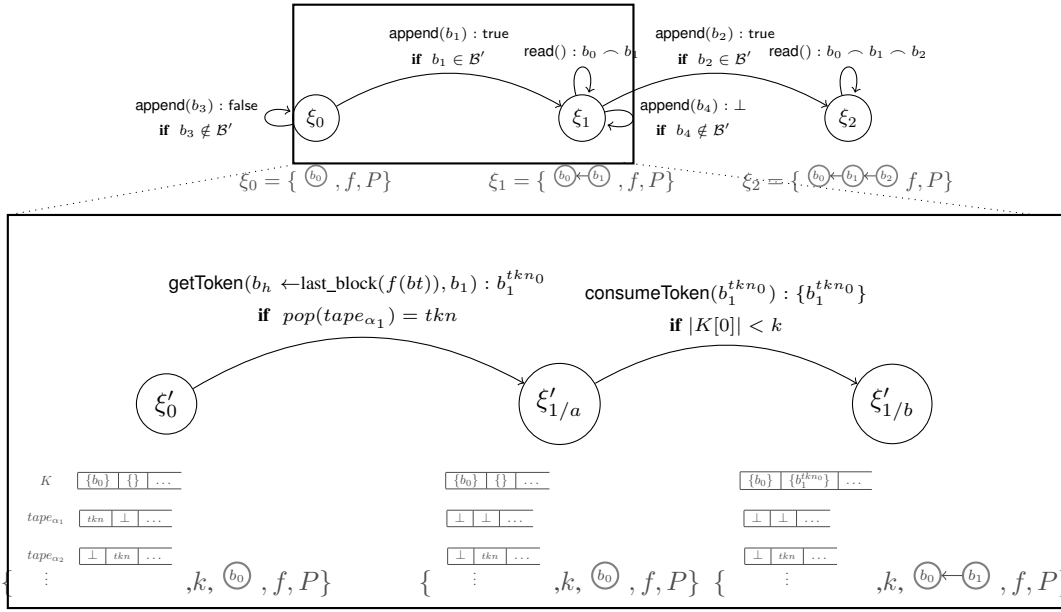 append(b₁) : true
if b₁ ∈ 𝓑′
read() : b₀ ⌢ b₁
append(b₂) : true
if b₂ ∈ 𝓑′
read() : b₀ ⌢ b₁ ⌢ b₂
append(b₃) : false
if b₃ ∉ 𝓑′
ξ₀
ξ₁
append(b₄) : ⊥
if b₄ ∉ 𝓑′
ξ₂
ξ₀ = { b₀ , f, P}
ξ₁ = { b₀←b₁ , f, P}
ξ₂ = { b₀←b₁←b₂ f, P}
getToken(b_h ←last_block(f(bt)), b₁) : b₁^{tkn₀}
if pop(tape_{α₁}) = tkn
consumeToken(b₁^{tkn₀}) : {b₁^{tkn₀}}
if |K[0]| < k
ξ′₀
ξ′_{1/a}
ξ′_{1/b}
K {b₀} {} ...
{b₀} {} ...
{b₀} {b₁^{tkn₀}} ...
tape_{α₁} tkn ⊥ ...
⊥ ⊥ ...
⊥ ⊥ ...
tape_{α₂} ⊥ tkn ...
⊥ tkn ...
⊥ tkn ...
{ ⋮ ⋮ ,k, b₀ , f, P}
{ ⋮ ,k, b₀ , f, P}
{ ⋮ ,k, b₀←b₁ , f, P}